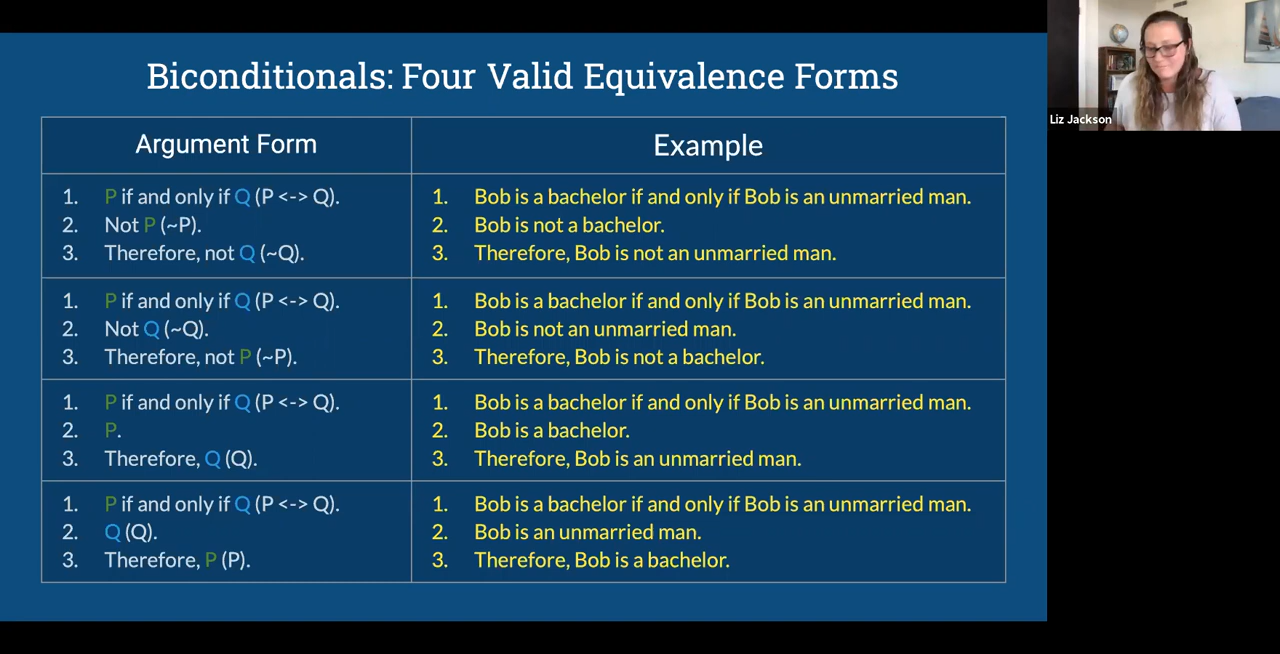 Biconditionals: Four Valid Equivalence Forms
Argument Form
Example
1. P if and only if Q (P <-> Q).
2. Not P (~P).
3. Therefore, not Q (~Q).
1. Bob is a bachelor if and only if Bob is an unmarried man.
2. Bob is not a bachelor.
3. Therefore, Bob is not an unmarried man.
1. P if and only if Q (P <-> Q).
2. Not Q (~Q).
3. Therefore, not P (~P).
1. Bob is a bachelor if and only if Bob is an unmarried man.
2. Bob is not an unmarried man.
3. Therefore, Bob is not a bachelor.
1. P if and only if Q (P <-> Q).
2. P.
3. Therefore, Q (Q).
1. Bob is a bachelor if and only if Bob is an unmarried man.
2. Bob is a bachelor.
3. Therefore, Bob is an unmarried man.
1. P if and only if Q (P <-> Q).
2. Q (Q).
3. Therefore, P (P).
1. Bob is a bachelor if and only if Bob is an unmarried man.
2. Bob is an unmarried man.
3. Therefore, Bob is a bachelor.
Liz Jackson